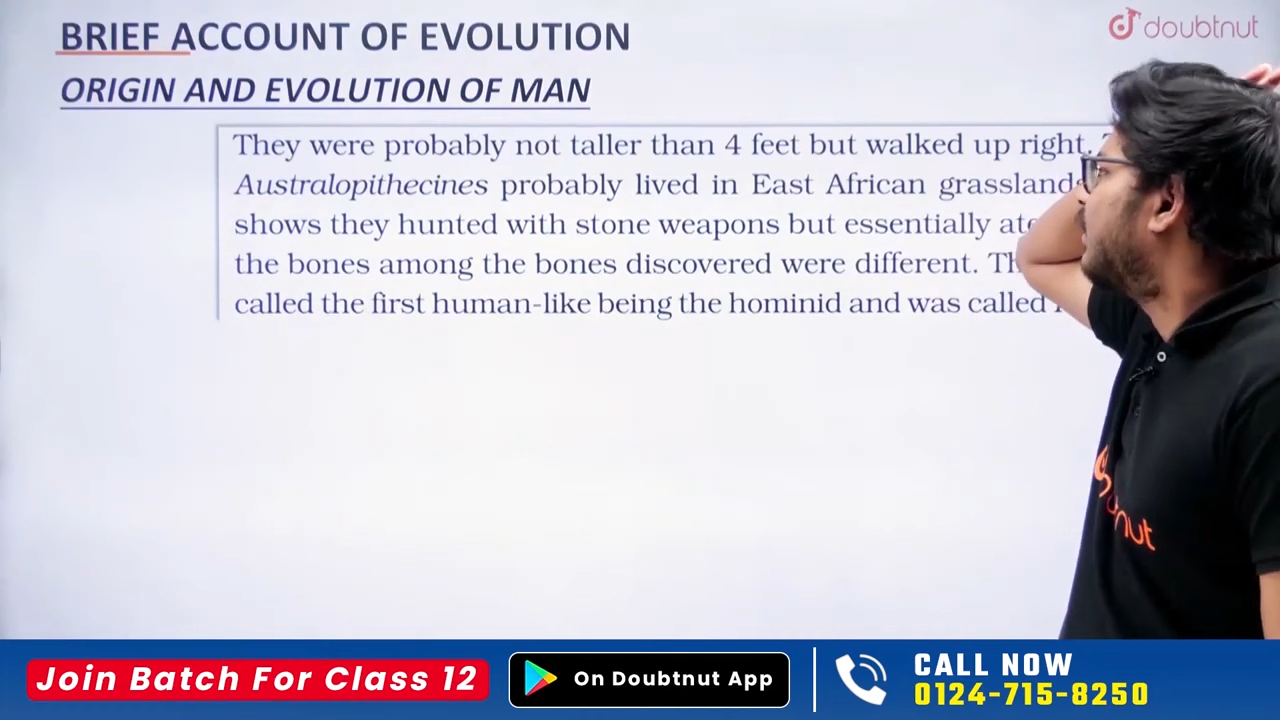 BRIEF ACCOUNT OF EVOLUTION
doubtnut
ORIGIN AND EVOLUTION OF MAN
They were probably not taller than 4 feet but walked up right.
Australopithecines probably lived in East African grasslands
shows they hunted with stone weapons but essentially ate
the bones among the bones discovered were different.
called the first human-like being the hominid and was called
nut
Join Batch For Class 12
On Doubtnut App
CALL NOW
0124-715-8250